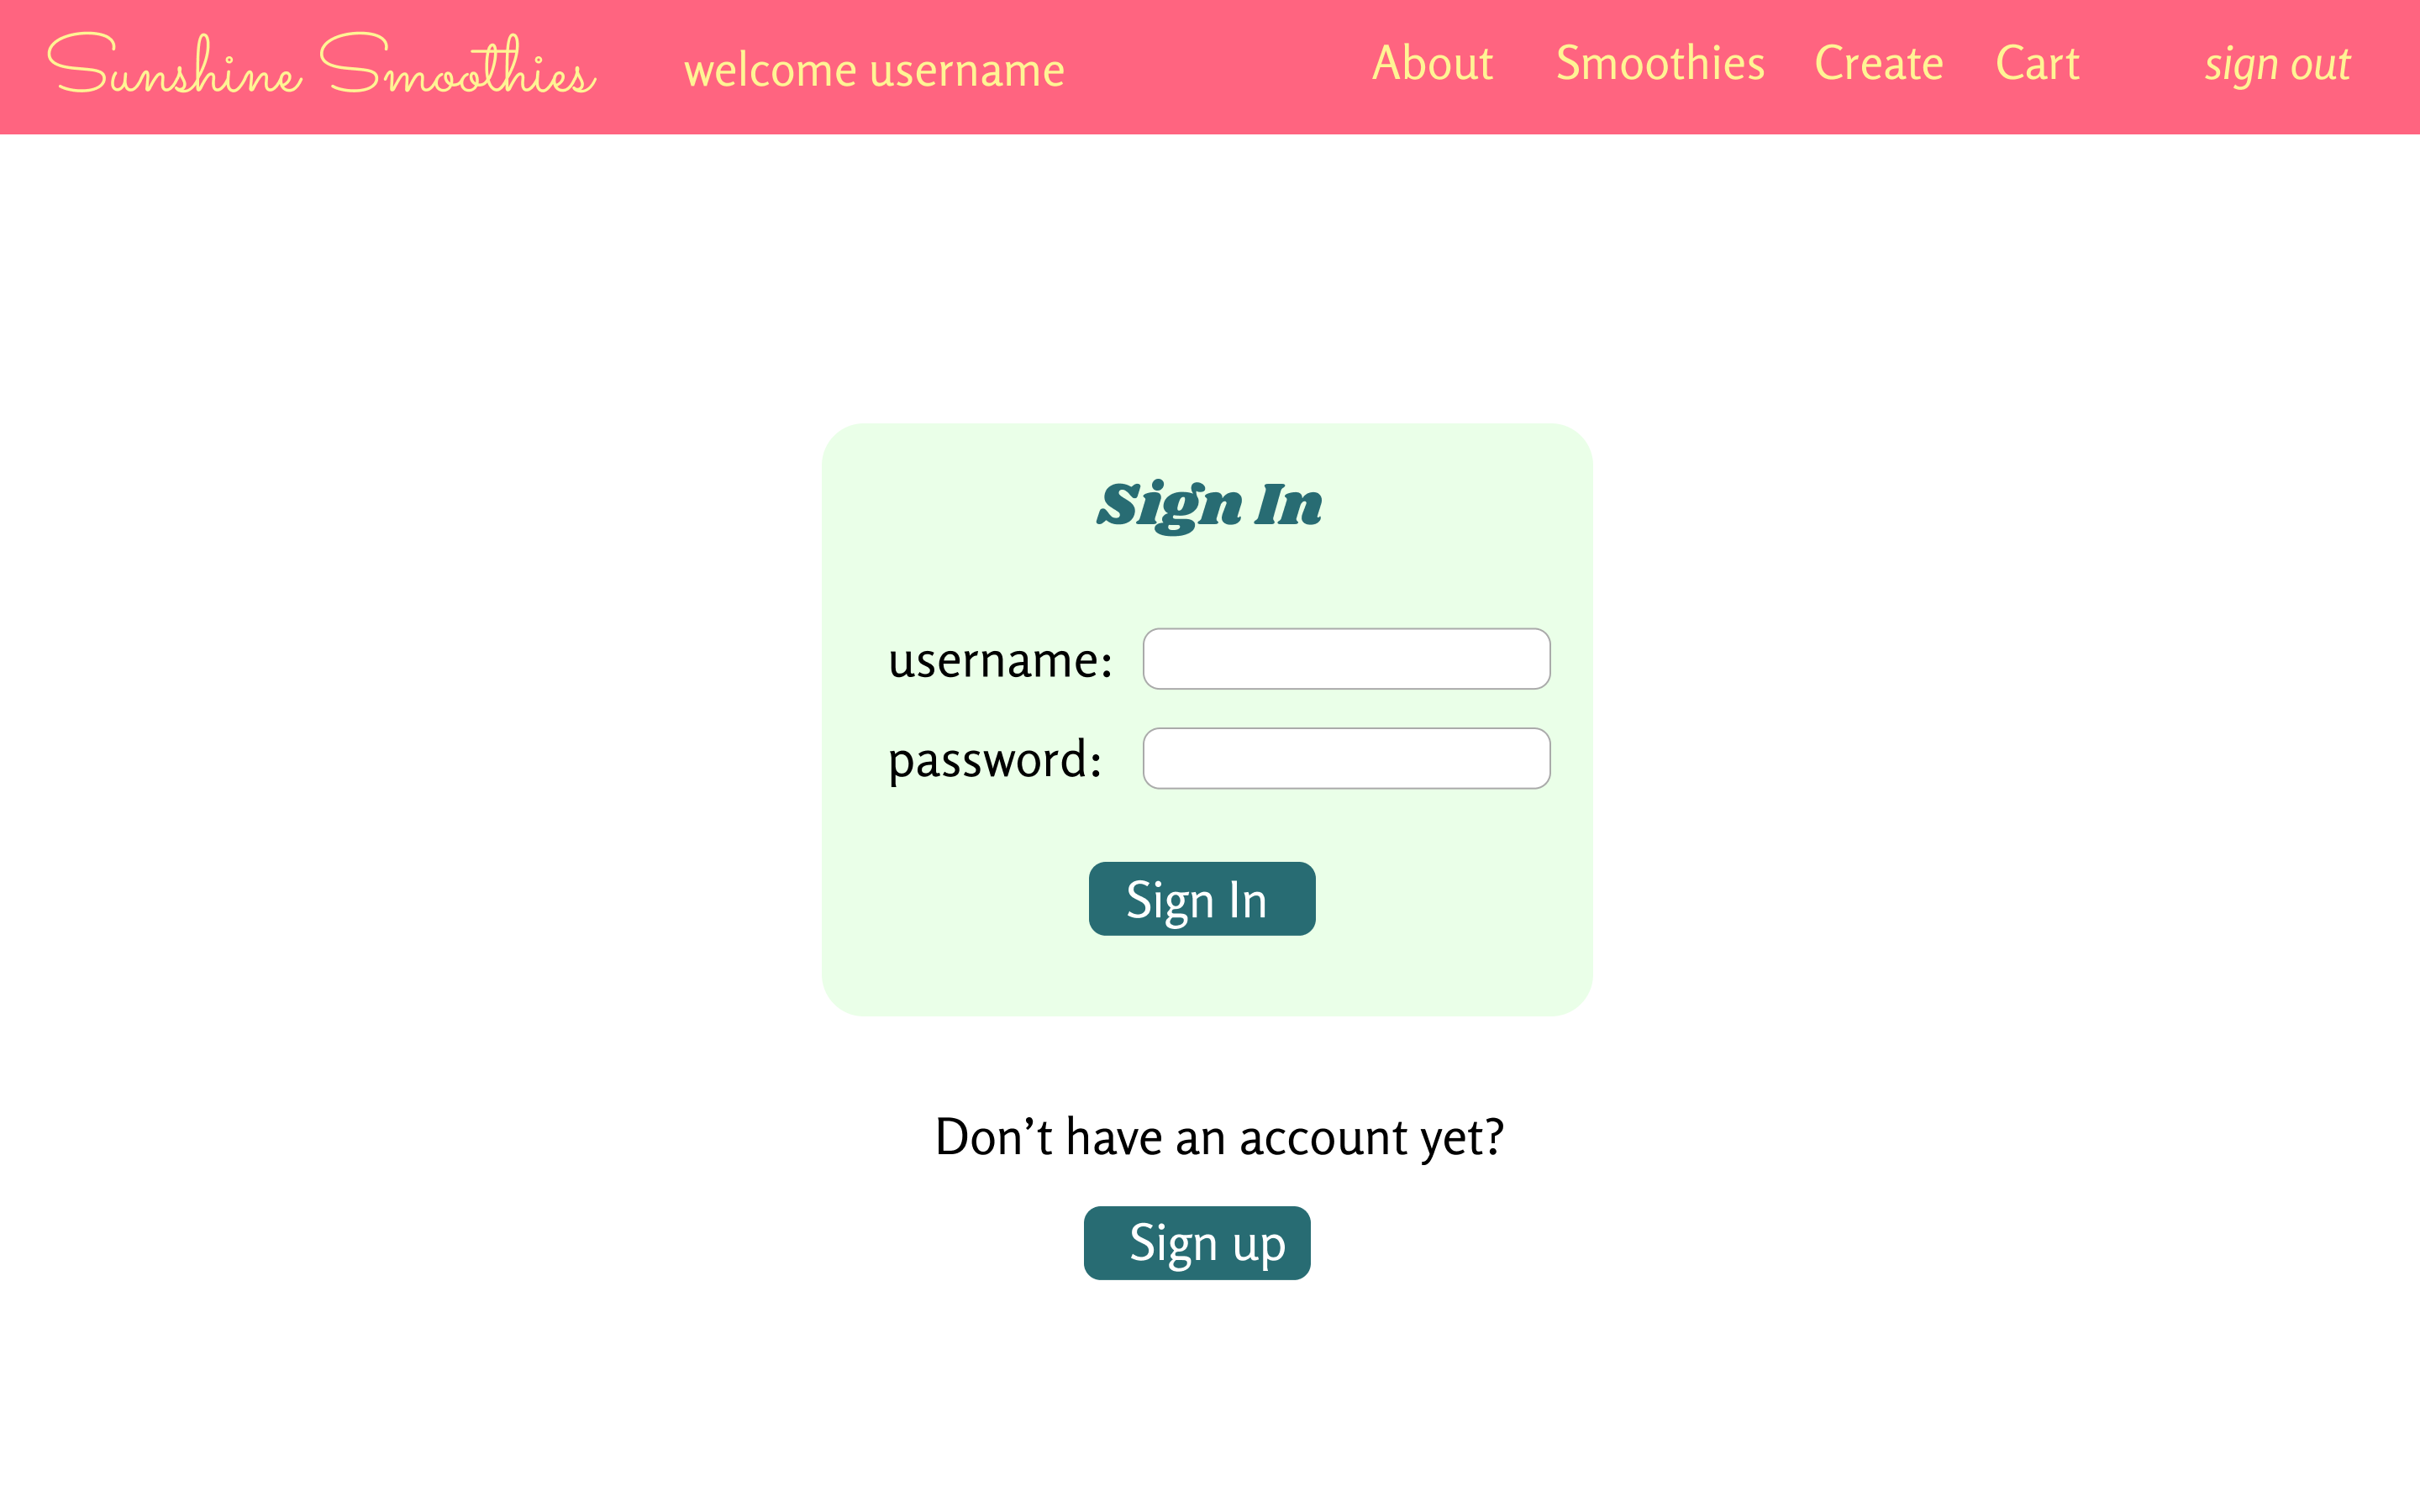 Sunshine Smoothies welcome username About Smoothies Create Cart sign out
Sign In
username:
password:
Sign In
Don’t have an account yet?
Sign up